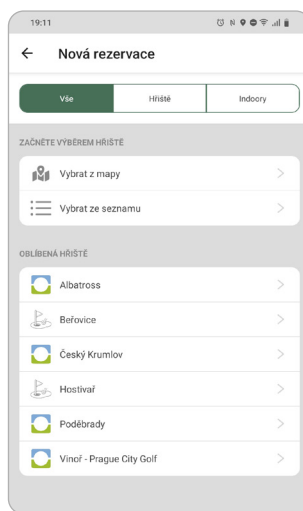 19:11
Nová rezervace
Vše
Hřiště
Indoory
ZAČNĚTE VÝBĚREM HŘIŠTĚ
Vybrat z mapy
Vybrat ze seznamu
OBLÍBENÁ HŘIŠTĚ
Albatross
Beřovice
Český Krumlov
Hostivař
Poděbrady
Vinoř - Prague City Golf